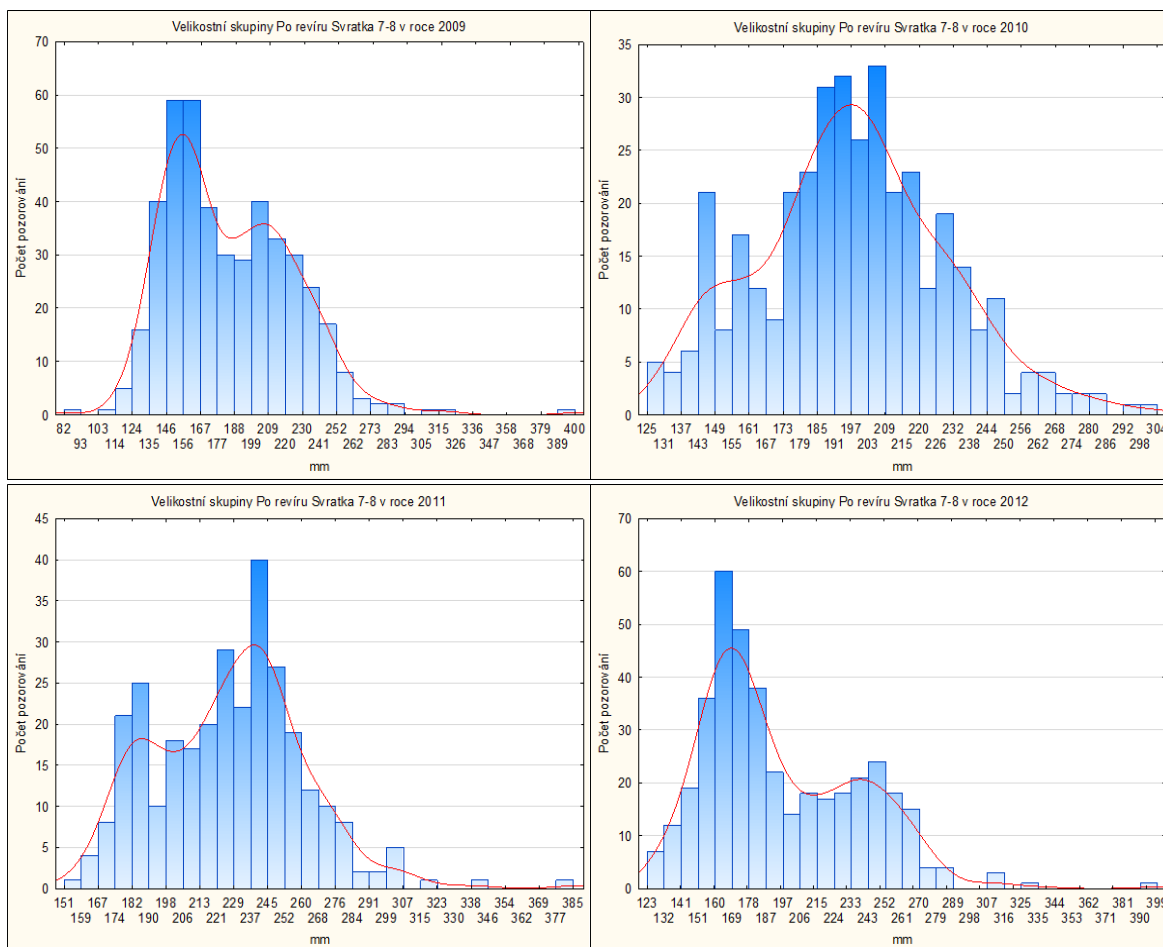 Velikostní skupiny Po revíru Svratka 7-8 v roce 2009
Počet pozorování
70
60
50
40
30
20
10
0
82 103 124 146 167 188 209 230 252 273 294 315 336 358 379 400
93 114 135 156 177 199 220 241 262 283 305 326 347 368 389
mm
Velikostní skupiny Po revíru Svratka 7-8 v roce 2010
Počet pozorování
35
30
25
20
15
10
5
0
125 137 149 161 173 185 197 209 220 232 244 256 268 280 292 304
131 143 155 167 179 191 203 215 226 238 250 262 274 286 298
mm
Velikostní skupiny Po revíru Svratka 7-8 v roce 2011
Počet pozorování
45
40
35
30
25
20
15
10
5
0
151 167 182 198 213 229 245 260 276 291 307 323 338 354 369 385
159 174 190 206 221 237 252 268 284 299 315 330 346 362 377
mm
Velikostní skupiny Po revíru Svratka 7-8 v roce 2012
Počet pozorování
70
60
50
40
30
20
10
0
123 141 160 178 197 215 233 252 270 289 307 325 344 362 381 399
132 151 169 187 206 224 243 261 279 298 316 335 353 371 390
mm